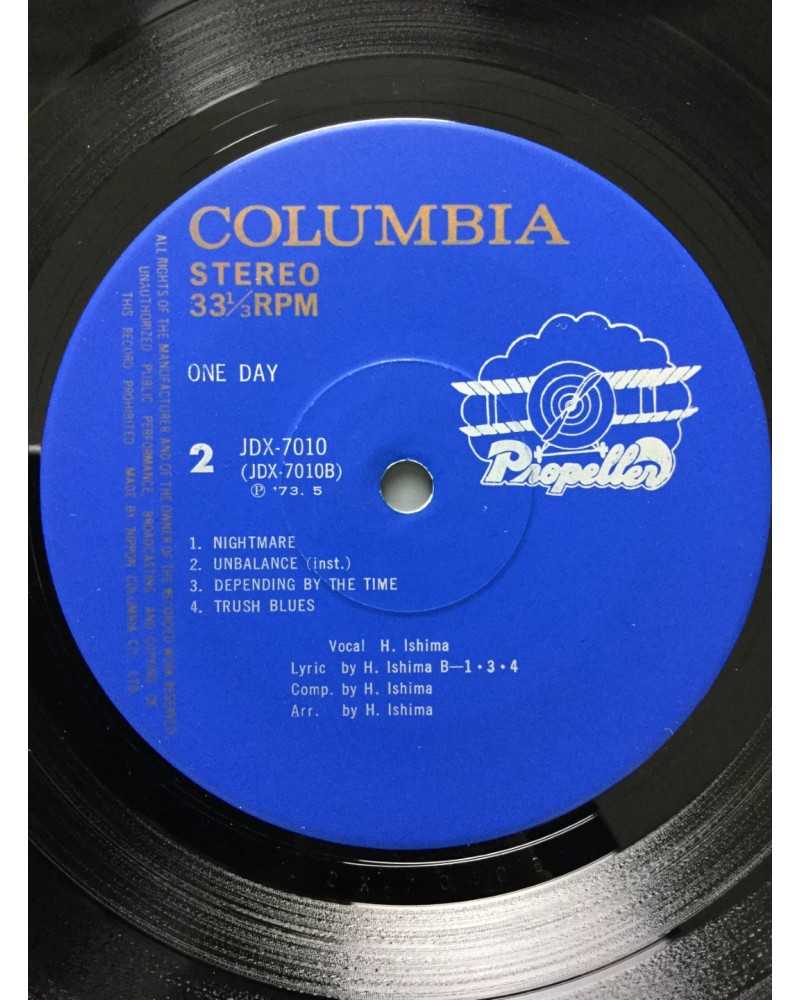 COLUMBIA
STEREO
33⅓RPM
ONE DAY
Propeller
2
JDX-7010
(JDX-7010B)
Ⓟ '73. 5
1. NIGHTMARE
2. UNBALANCE (inst.)
3. DEPENDING BY THE TIME
4. TRUSH BLUES
Vocal H. Ishima
Lyric by H. Ishima B—1・3・4
Comp. by H. Ishima
Arr. by H. Ishima
ALL RIGHTS OF THE MANUFACTURER AND OF THE OWNER OF THE RECORDED WORK RESERVED
UNAUTHORIZED PUBLIC PERFORMANCE, BROADCASTING AND COPYING OF
THIS RECORD PROHIBITED MADE BY NIPPON COLUMBIA CO., LTD.